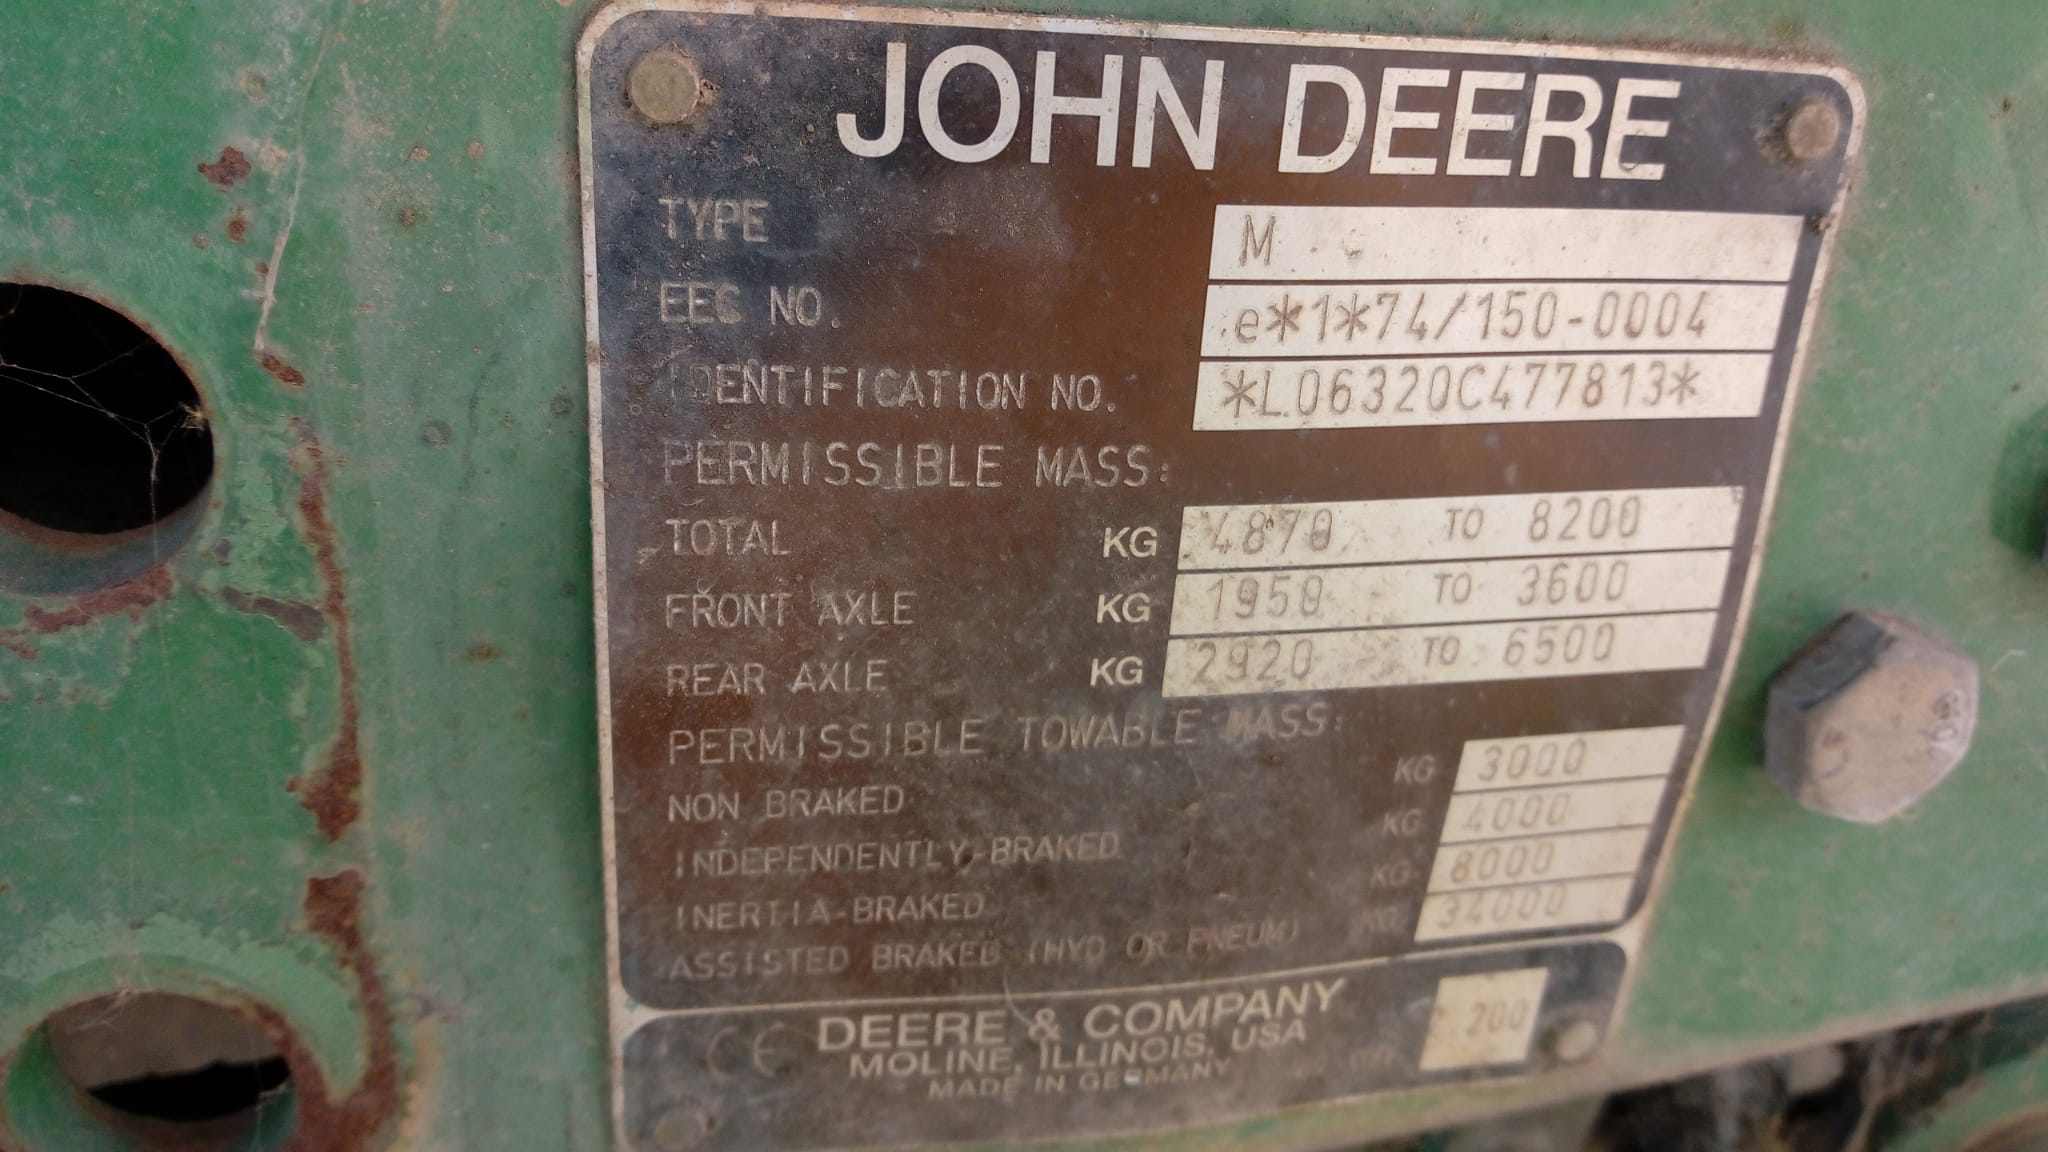 JOHN DEERE
TYPE M
EEC NO. e*1*74/150-0004
IDENTIFICATION NO. *L06320C477813*
PERMISSIBLE MASS:
TOTAL KG 4870 TO 8200
FRONT AXLE KG 1950 TO 3600
REAR AXLE KG 2920 TO 6500
PERMISSIBLE TOWABLE MASS:
NON BRAKED KG 3000
INDEPENDENTLY-BRAKED KG 4000
INERTIA-BRAKED KG 8000
ASSISTED BRAKED (HYD OR PNEUM) KG 34000
CE DEERE & COMPANY 200
MOLINE, ILLINOIS, USA
MADE IN GERMANY